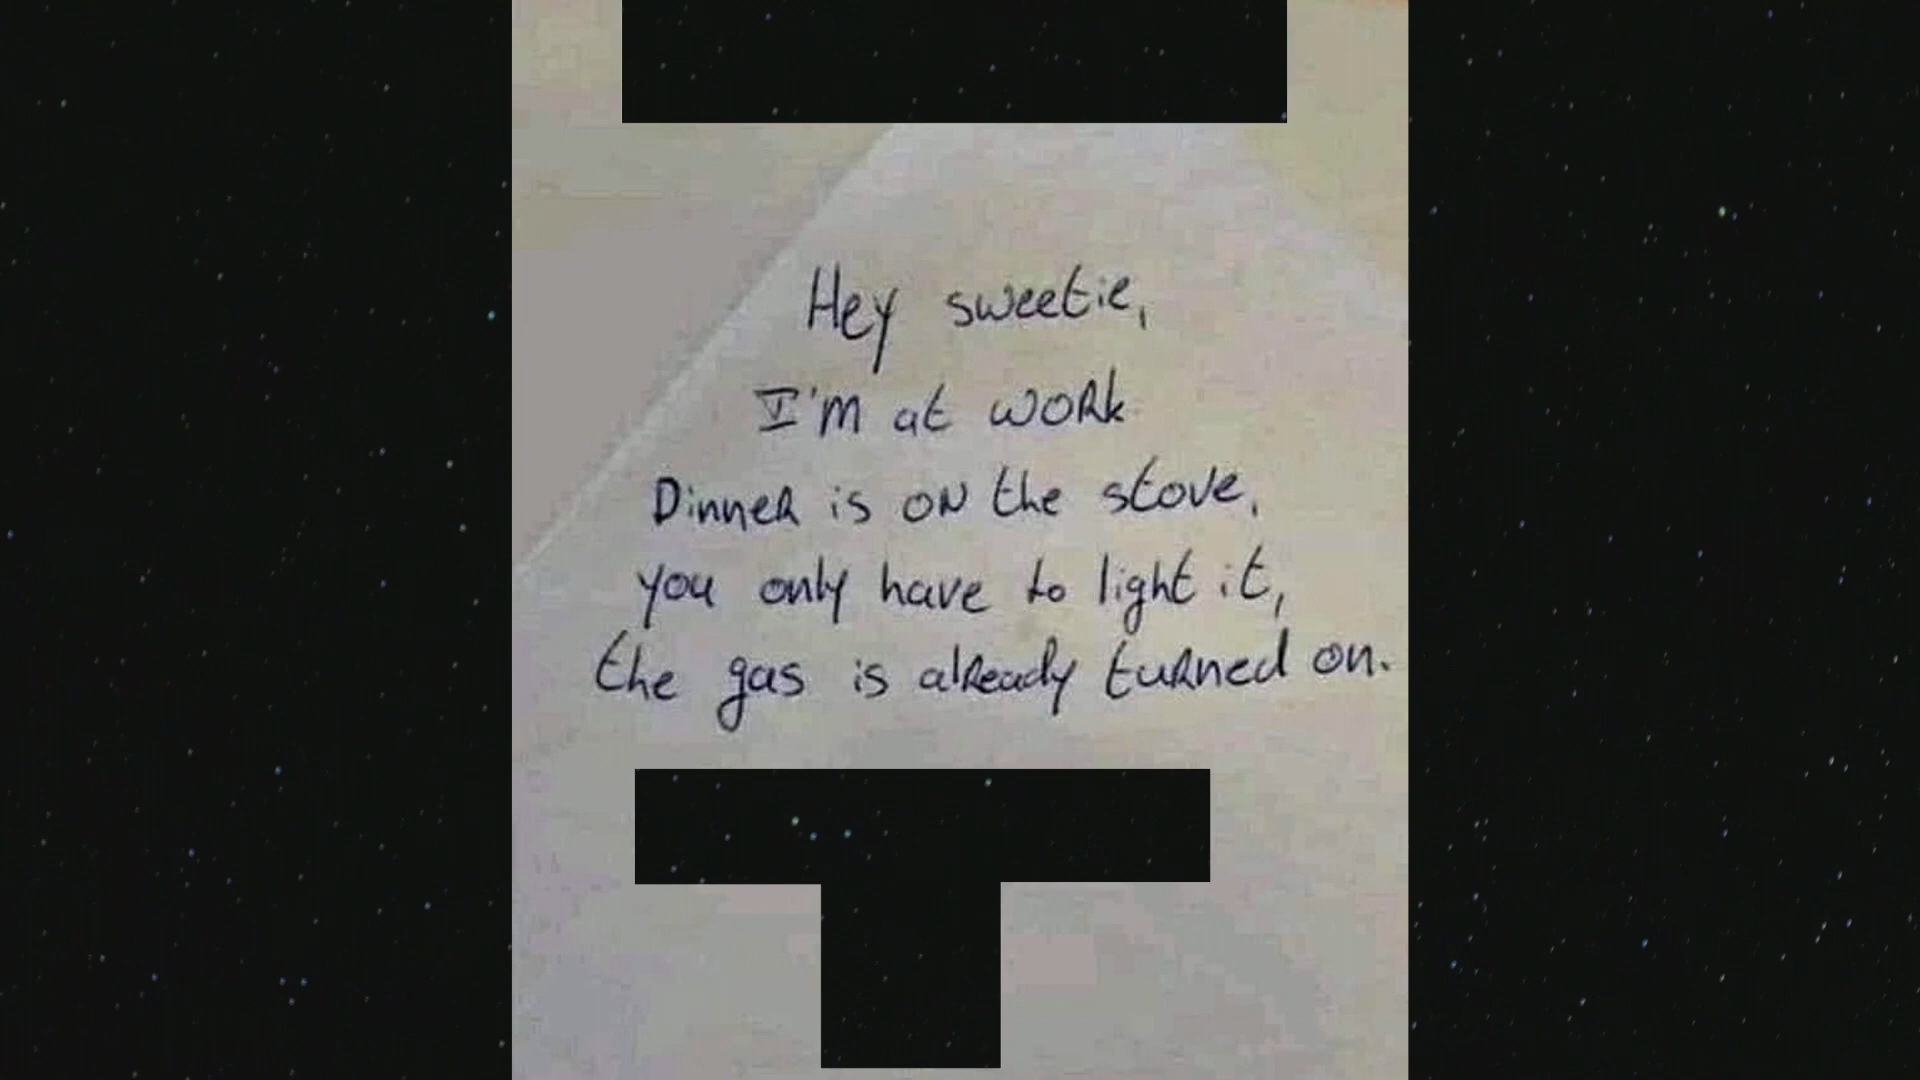 Hey sweetie,
I'm at work
Dinner is on the stove,
you only have to light it,
the gas is already turned on.